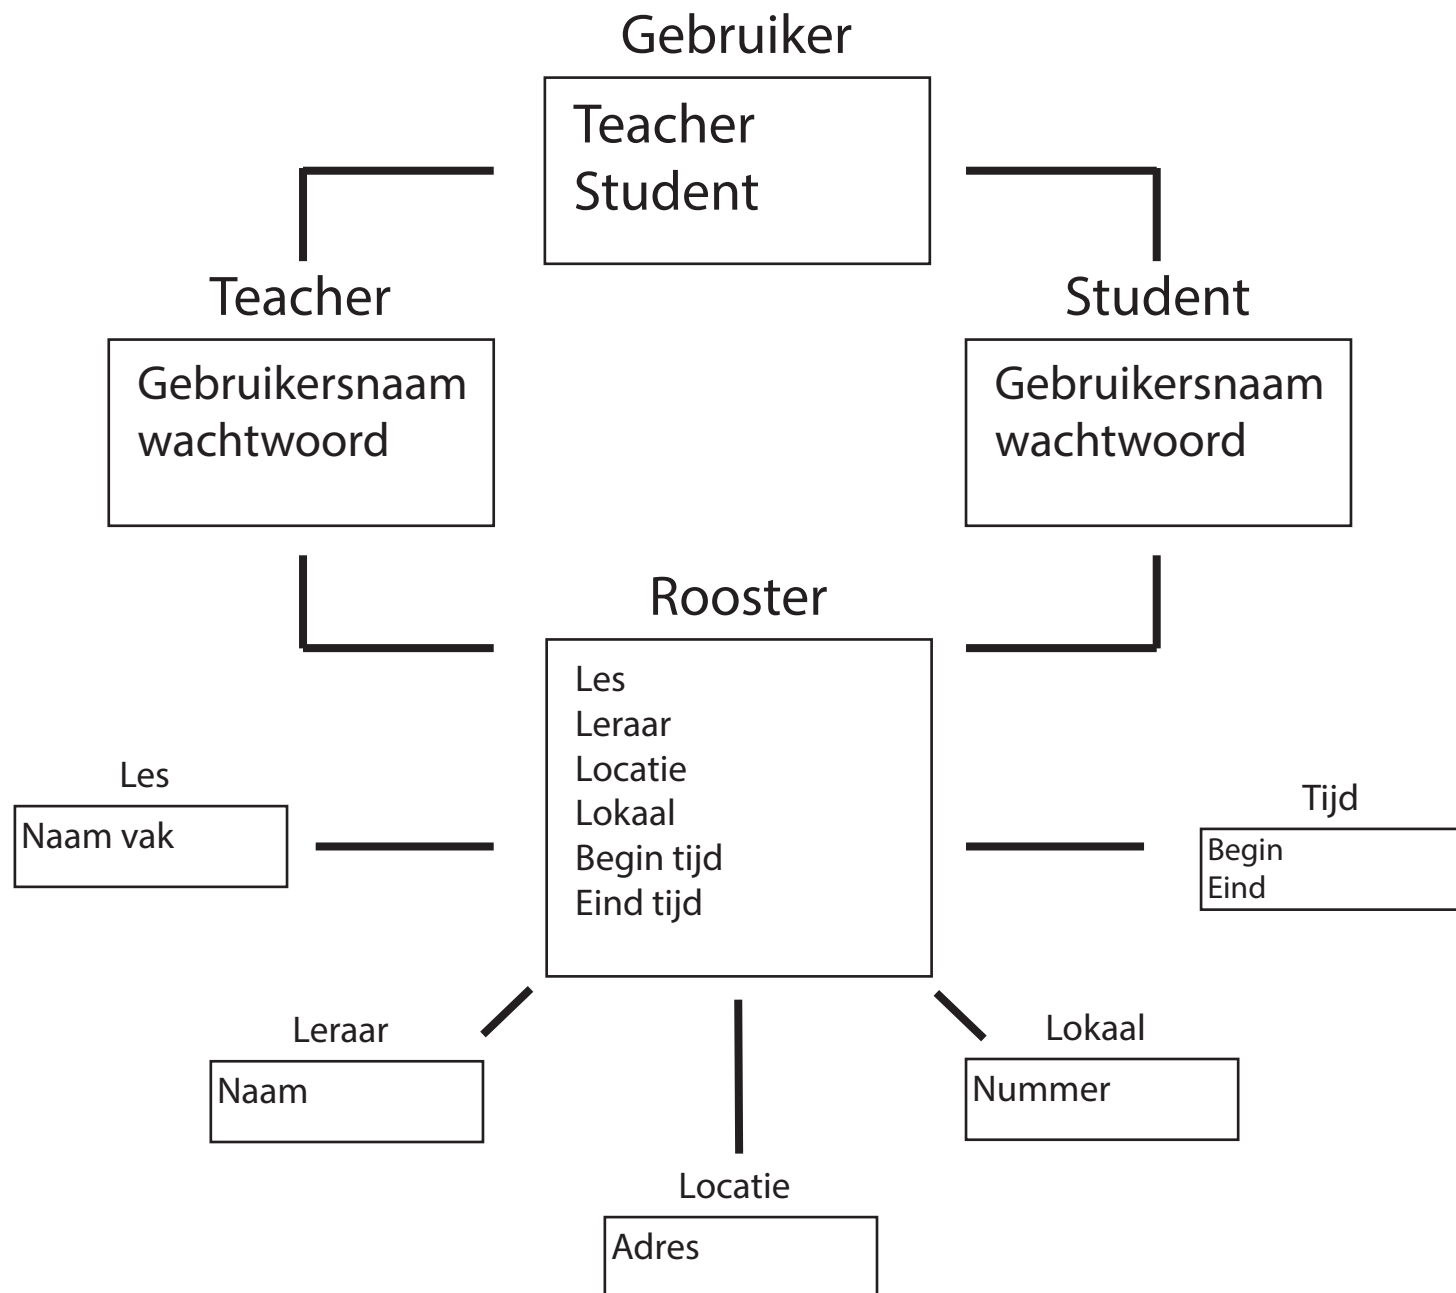 Gebruiker
Teacher
Student
Teacher
Gebruikersnaam
wachtwoord
Student
Gebruikersnaam
wachtwoord
Rooster
Les
Leraar
Locatie
Lokaal
Begin tijd
Eind tijd
Les
Naam vak
Tijd
Begin
Eind
Leraar
Naam
Lokaal
Nummer
Locatie
Adres